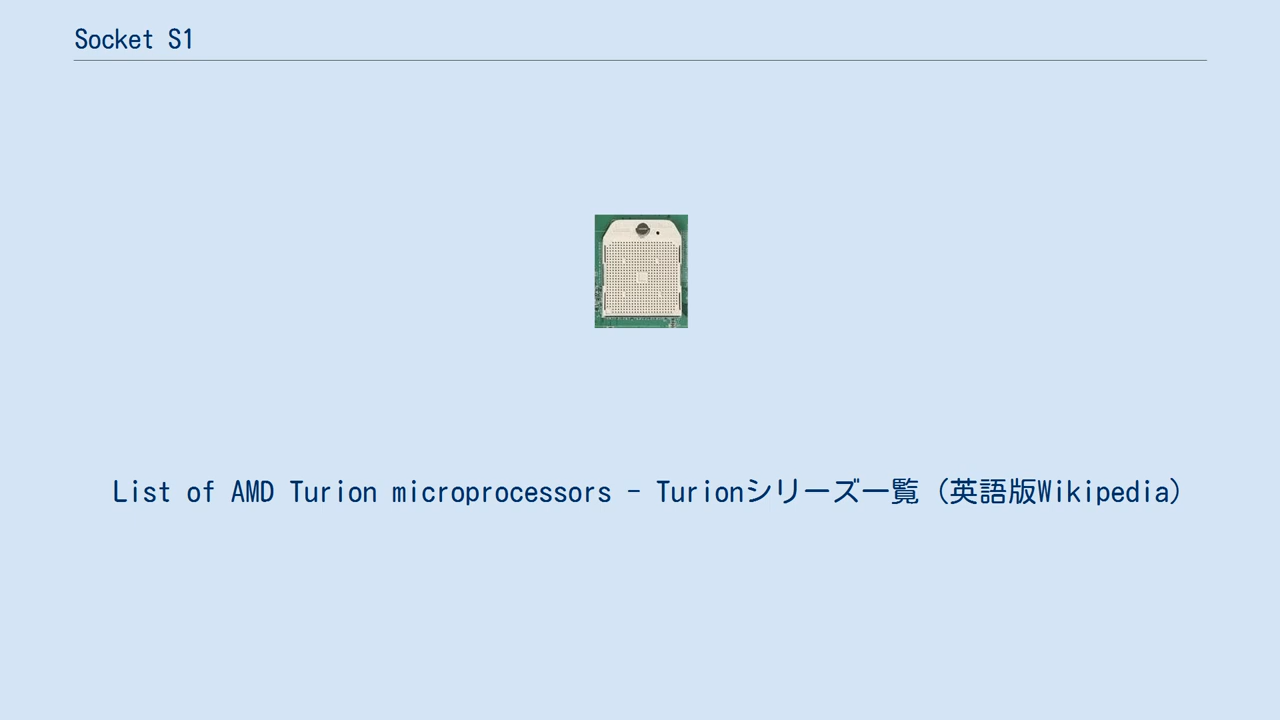 Socket S1
List of AMD Turion microprocessors - Turionシリーズ一覧 (英語版Wikipedia)